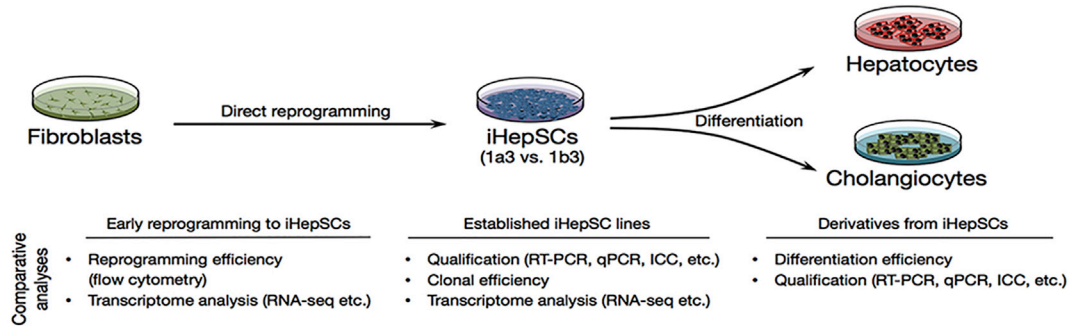 Fibroblasts
Direct reprogramming
iHepSCs
(1a3 vs. 1b3)
Differentiation
Hepatocytes
Cholangiocytes
Comparative
analyses
Early reprogramming to iHepSCs
• Reprogramming efficiency
(flow cytometry)
• Transcriptome analysis (RNA-seq etc.)
Established iHepSC lines
• Qualification (RT-PCR, qPCR, ICC, etc.)
• Clonal efficiency
• Transcriptome analysis (RNA-seq etc.)
Derivatives from iHepSCs
• Differentiation efficiency
• Qualification (RT-PCR, qPCR, ICC, etc.)